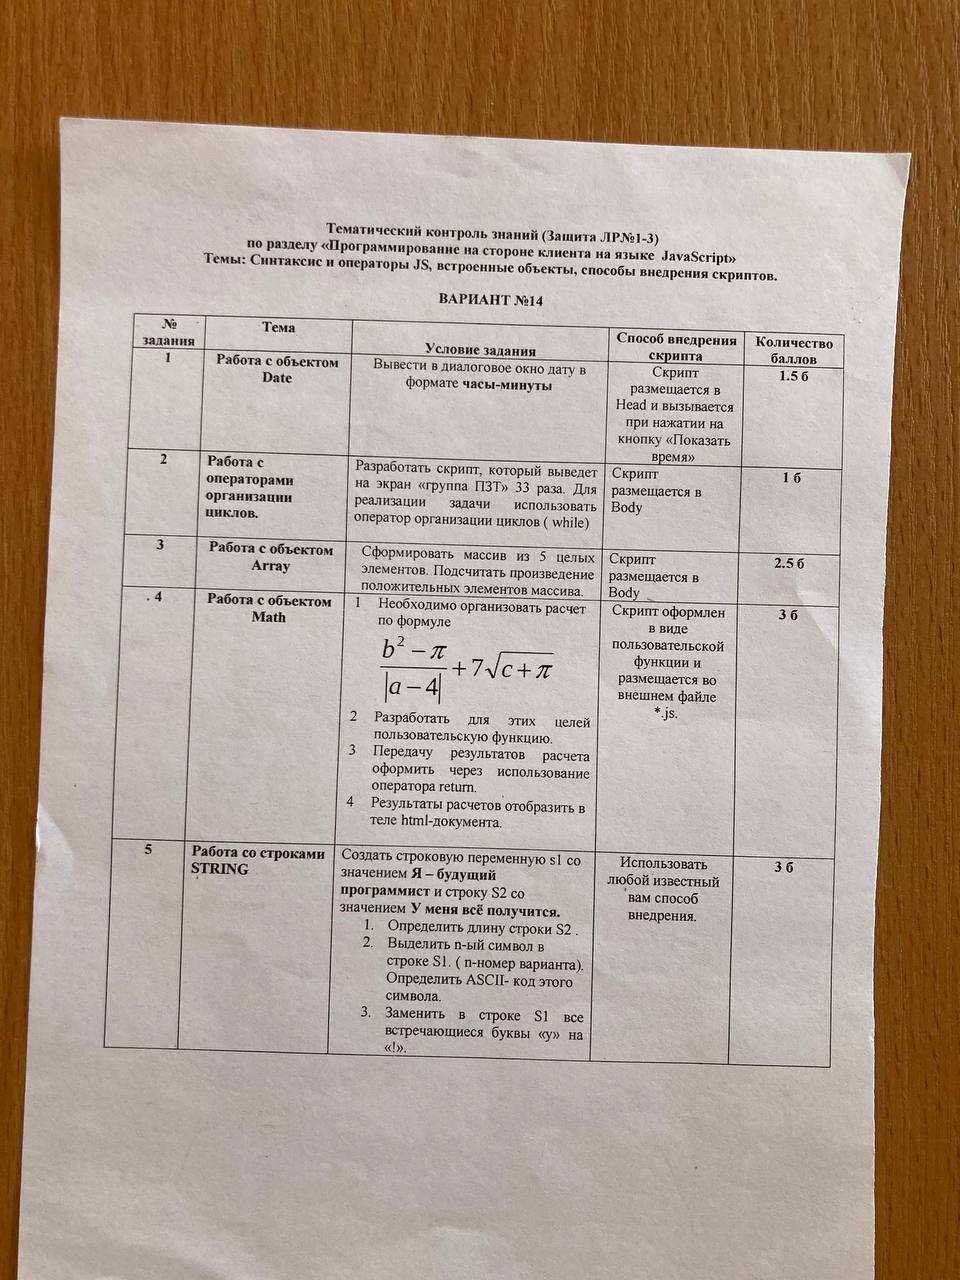 Тематический контроль знаний (Защита ЛР№1-3)
по разделу «Программирование на стороне клиента на языке JavaScript»
Темы: Синтаксис и операторы JS, встроенные объекты, способы внедрения скриптов.
ВАРИАНТ №14
№
задания
Тема
Условие задания
Способ внедрения
скрипта
Количество
баллов
1
Работа с объектом
Date
Вывести в диалоговое окно дату в
формате часы-минуты
Скрипт
размещается в
Head и вызывается
при нажатии на
кнопку «Показать
время»
1.5 б
2
Работа с
операторами
организации
циклов.
Разработать скрипт, который выведет
на экран «группа ПЗТ» 33 раза. Для
реализации задачи использовать
оператор организации циклов ( while)
Скрипт
размещается в
Body
1 б
3
Работа с объектом
Array
Сформировать массив из 5 целых
элементов. Подсчитать произведение
положительных элементов массива.
Скрипт
размещается в
Body
2.5 б
4
Работа с объектом
Math
1 Необходимо организовать расчет
по формуле
b² − π
|a − 4|
+ 7√c + π
2 Разработать для этих целей
пользовательскую функцию.
3 Передачу результатов расчета
оформить через использование
оператора return.
4 Результаты расчетов отобразить в
теле html-документа.
Скрипт оформлен
в виде
пользовательской
функции и
размещается во
внешнем файле
*.js.
3 б
5
Работа со строками
STRING
Создать строковую переменную s1 со
значением Я – будущий
программист и строку S2 со
значением У меня всё получится.
1. Определить длину строки S2 .
2. Выделить n-ый символ в
строке S1. ( n-номер варианта).
Определить ASCII- код этого
символа.
3. Заменить в строке S1 все
встречающиеся буквы «у» на
«!».
Использовать
любой известный
вам способ
внедрения.
3 б